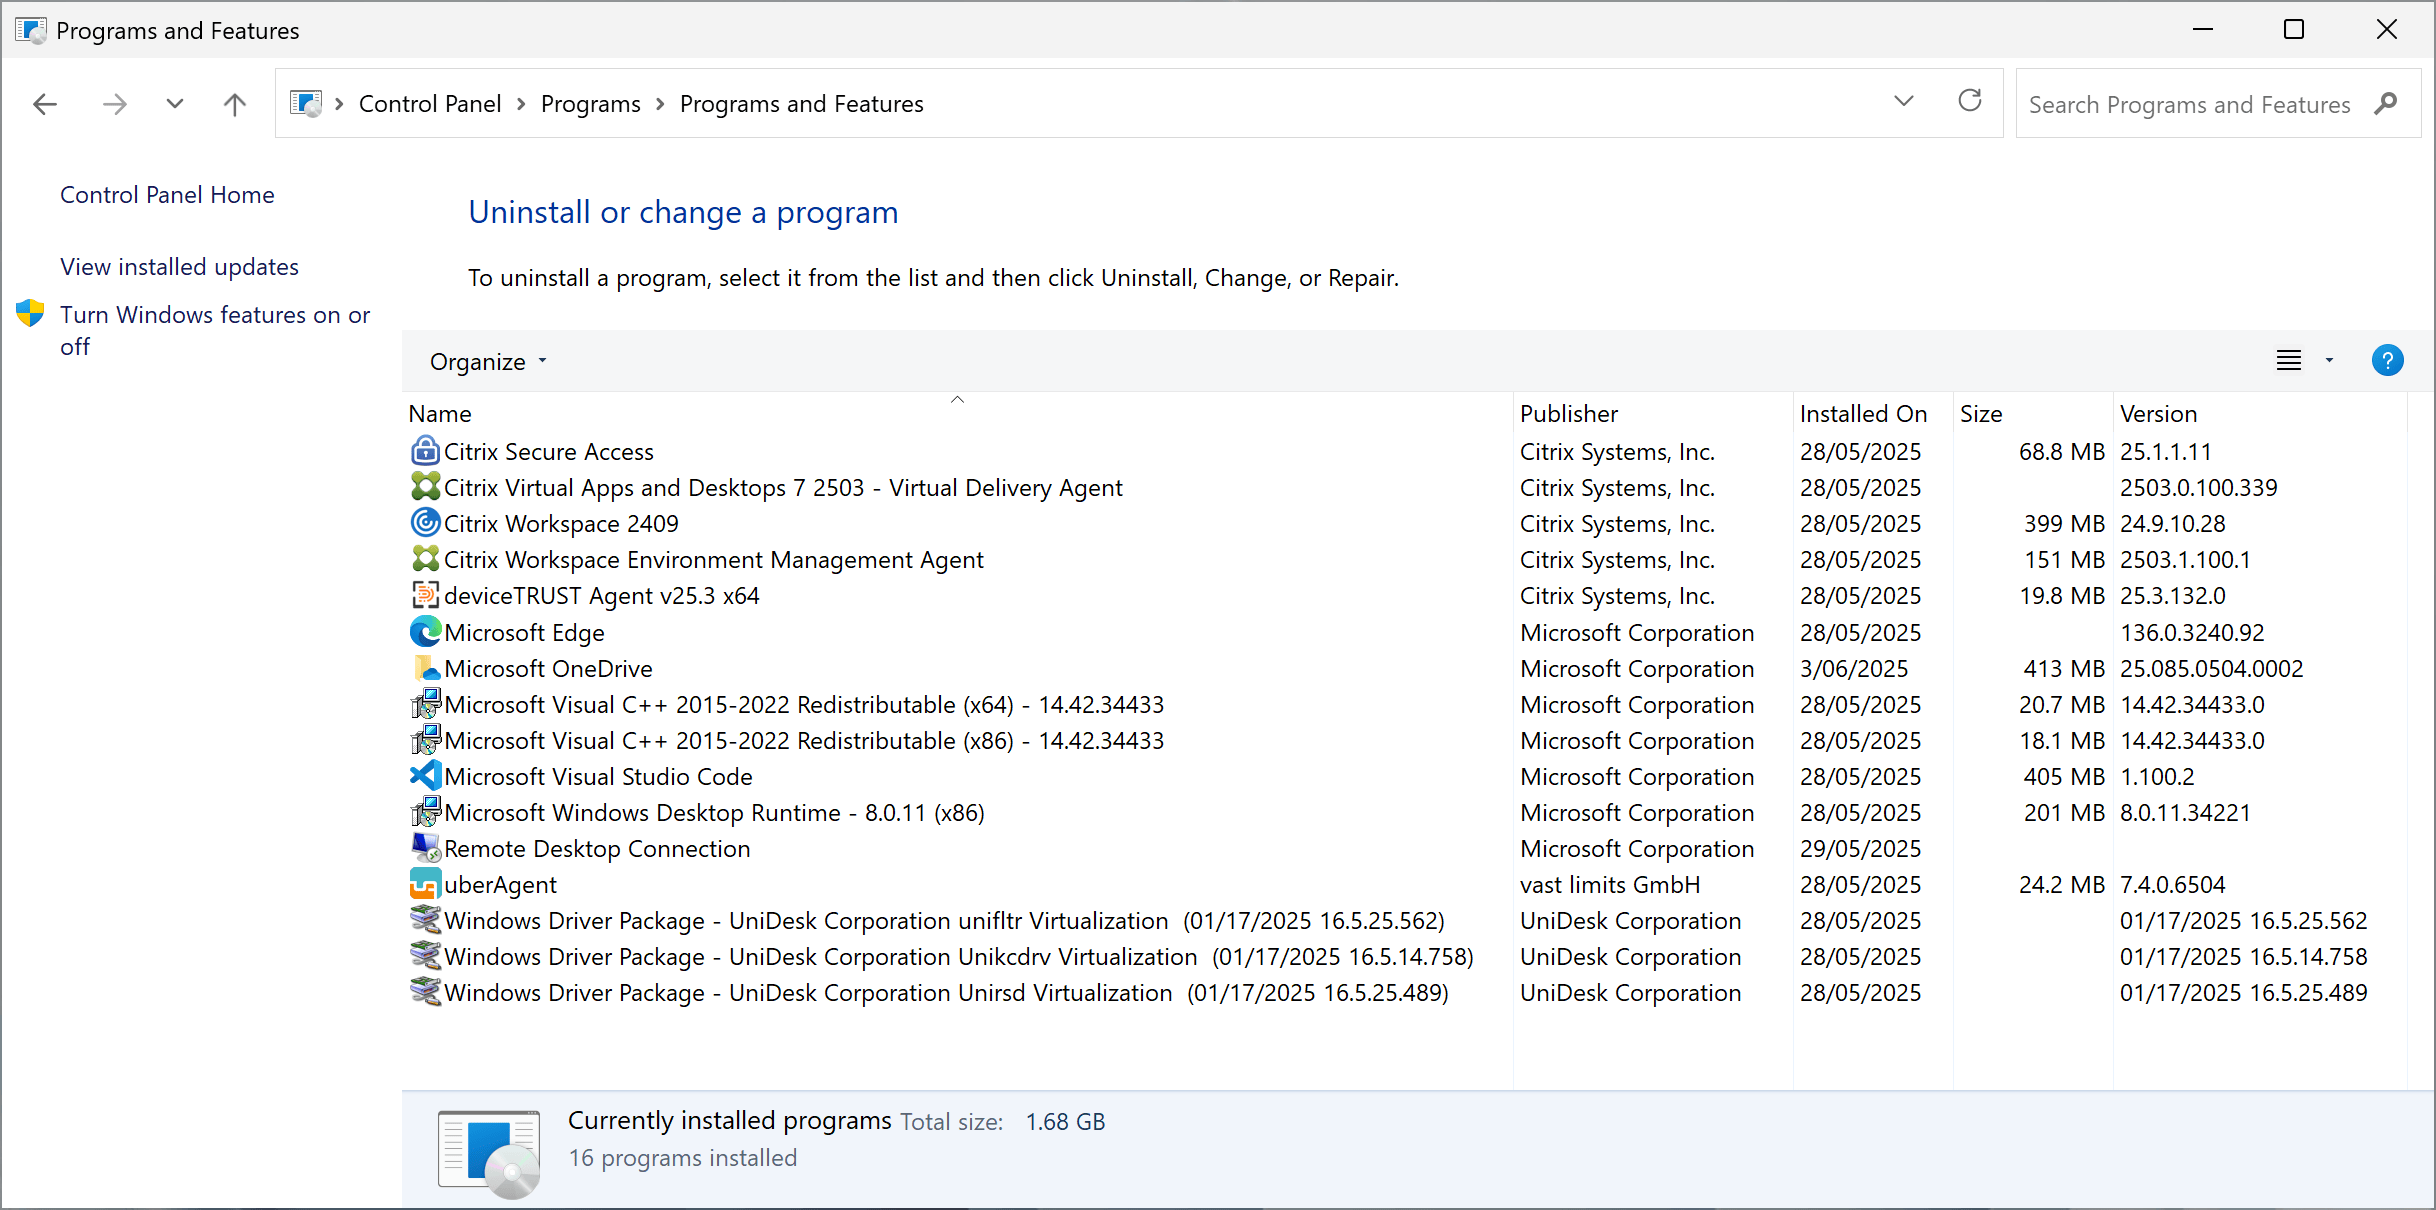 Programs and Features
Control Panel > Programs > Programs and Features
Search Programs and Features
Control Panel Home
View installed updates
Turn Windows features on or
off
Uninstall or change a program
To uninstall a program, select it from the list and then click Uninstall, Change, or Repair.
Organize
Name Publisher Installed On Size Version
Citrix Secure Access Citrix Systems, Inc. 28/05/2025 68.8 MB 25.1.1.11
Citrix Virtual Apps and Desktops 7 2503 - Virtual Delivery Agent Citrix Systems, Inc. 28/05/2025 2503.0.100.339
Citrix Workspace 2409 Citrix Systems, Inc. 28/05/2025 399 MB 24.9.10.28
Citrix Workspace Environment Management Agent Citrix Systems, Inc. 28/05/2025 151 MB 2503.1.100.1
deviceTRUST Agent v25.3 x64 Citrix Systems, Inc. 28/05/2025 19.8 MB 25.3.132.0
Microsoft Edge Microsoft Corporation 28/05/2025 136.0.3240.92
Microsoft OneDrive Microsoft Corporation 3/06/2025 413 MB 25.085.0504.0002
Microsoft Visual C++ 2015-2022 Redistributable (x64) - 14.42.34433 Microsoft Corporation 28/05/2025 20.7 MB 14.42.34433.0
Microsoft Visual C++ 2015-2022 Redistributable (x86) - 14.42.34433 Microsoft Corporation 28/05/2025 18.1 MB 14.42.34433.0
Microsoft Visual Studio Code Microsoft Corporation 28/05/2025 405 MB 1.100.2
Microsoft Windows Desktop Runtime - 8.0.11 (x86) Microsoft Corporation 28/05/2025 201 MB 8.0.11.34221
Remote Desktop Connection Microsoft Corporation 29/05/2025
uberAgent vast limits GmbH 28/05/2025 24.2 MB 7.4.0.6504
Windows Driver Package - UniDesk Corporation unifltr Virtualization (01/17/2025 16.5.25.562) UniDesk Corporation 28/05/2025 01/17/2025 16.5.25.562
Windows Driver Package - UniDesk Corporation Unikcdrv Virtualization (01/17/2025 16.5.14.758) UniDesk Corporation 28/05/2025 01/17/2025 16.5.14.758
Windows Driver Package - UniDesk Corporation Unirsd Virtualization (01/17/2025 16.5.25.489) UniDesk Corporation 28/05/2025 01/17/2025 16.5.25.489
Currently installed programs Total size: 1.68 GB
16 programs installed